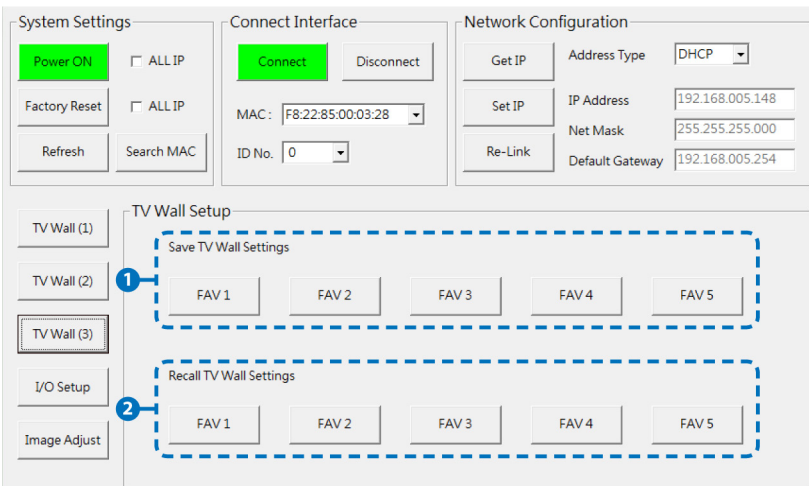 System Settings
Power ON
ALL IP
Factory Reset
ALL IP
Refresh
Search MAC
Connect Interface
Connect
Disconnect
MAC : F8:22:85:00:03:28
ID No. 0
Network Configuration
Get IP
Address Type DHCP
Set IP
IP Address 192.168.005.148
Net Mask 255.255.255.000
Re-Link
Default Gateway 192.168.005.254
TV Wall (1)
TV Wall (2)
TV Wall (3)
I/O Setup
Image Adjust
TV Wall Setup
1
Save TV Wall Settings
FAV 1 FAV 2 FAV 3 FAV 4 FAV 5
2
Recall TV Wall Settings
FAV 1 FAV 2 FAV 3 FAV 4 FAV 5